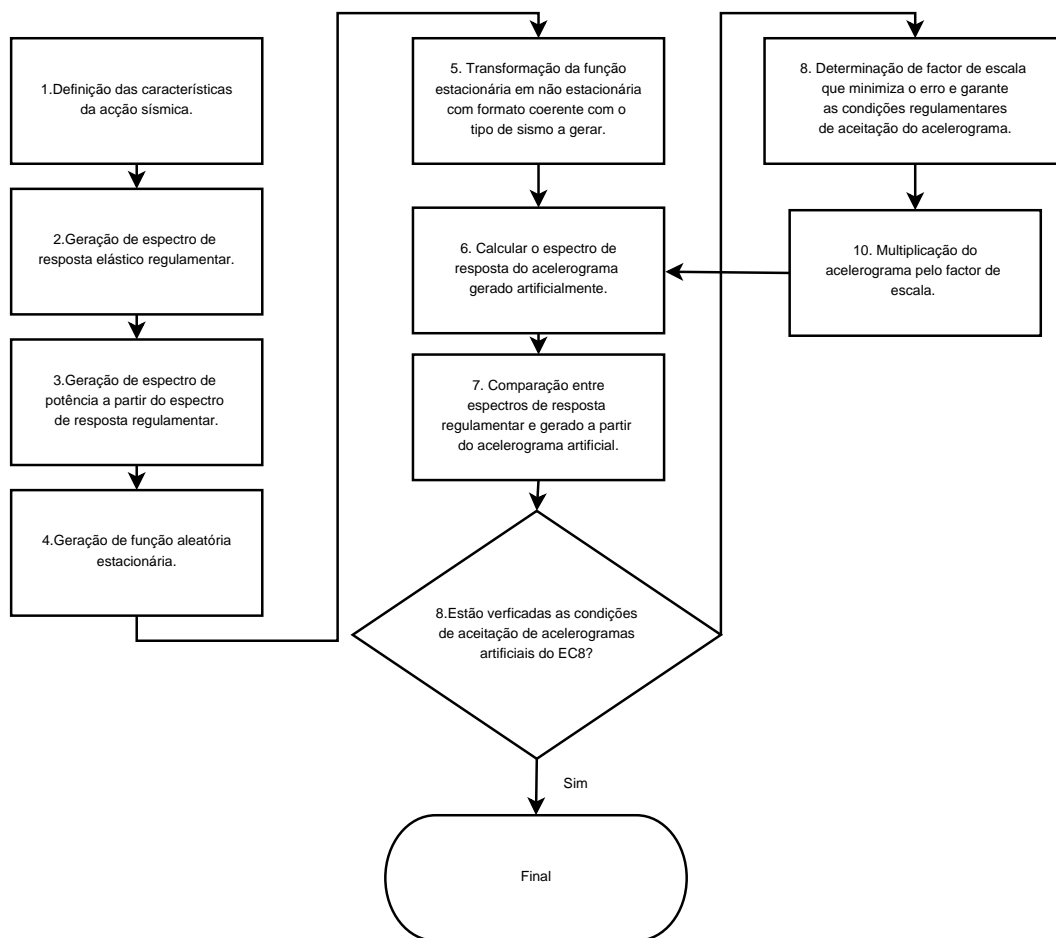 1.Definição das características
da acção sísmica.
2.Geração de espectro de
resposta elástico regulamentar.
3.Geração de espectro de
potência a partir do espectro
de resposta regulamentar.
4.Geração de função aleatória
estacionária.
5. Transformação da função
estacionária em não estacionária
com formato coerente com o
tipo de sismo a gerar.
6. Calcular o espectro de
resposta do acelerograma
gerado artificialmente.
7. Comparação entre
espectros de resposta
regulamentar e gerado a partir
do acelerograma artificial.
8.Estão verficadas as condições
de aceitação de acelerogramas
artificiais do EC8?
Sim
Final
8. Determinação de factor de escala
que minimiza o erro e garante
as condições regulamentares
de aceitação do acelerograma.
10. Multiplicação do
acelerograma pelo factor de
escala.